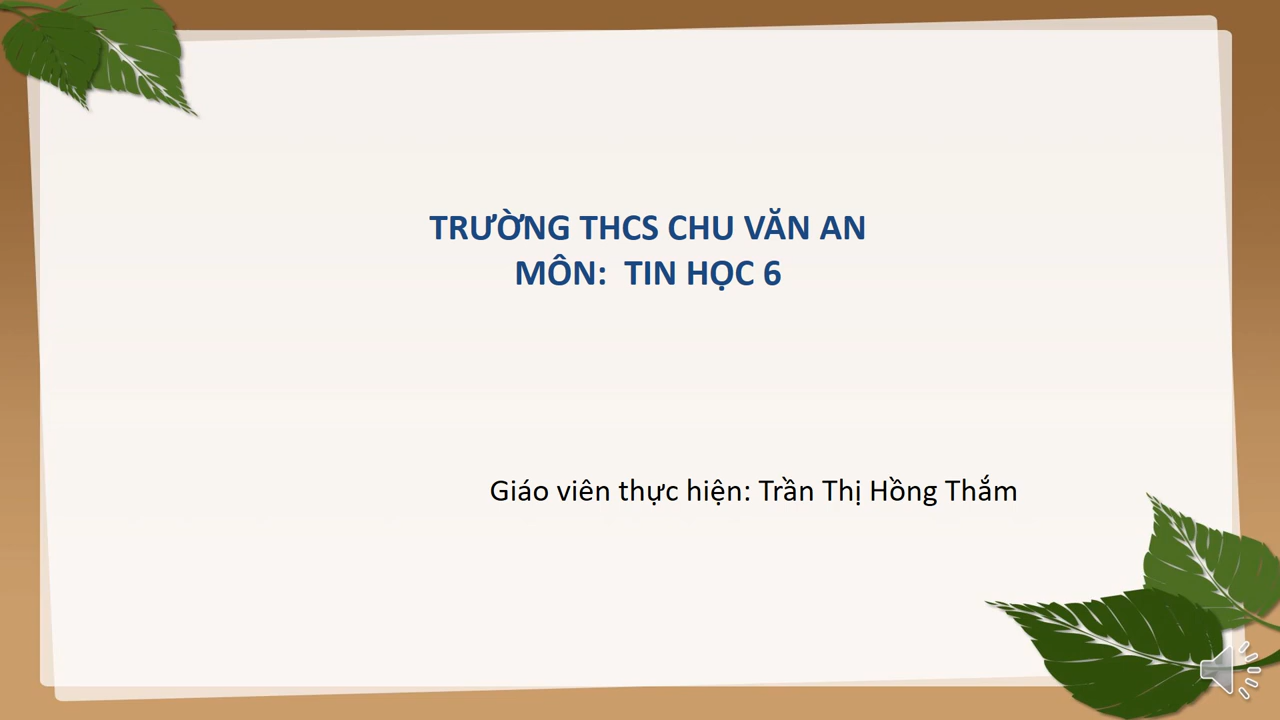 TRƯỜNG THCS CHU VĂN AN
MÔN: TIN HỌC 6
Giáo viên thực hiện: Trần Thị Hồng Thắm